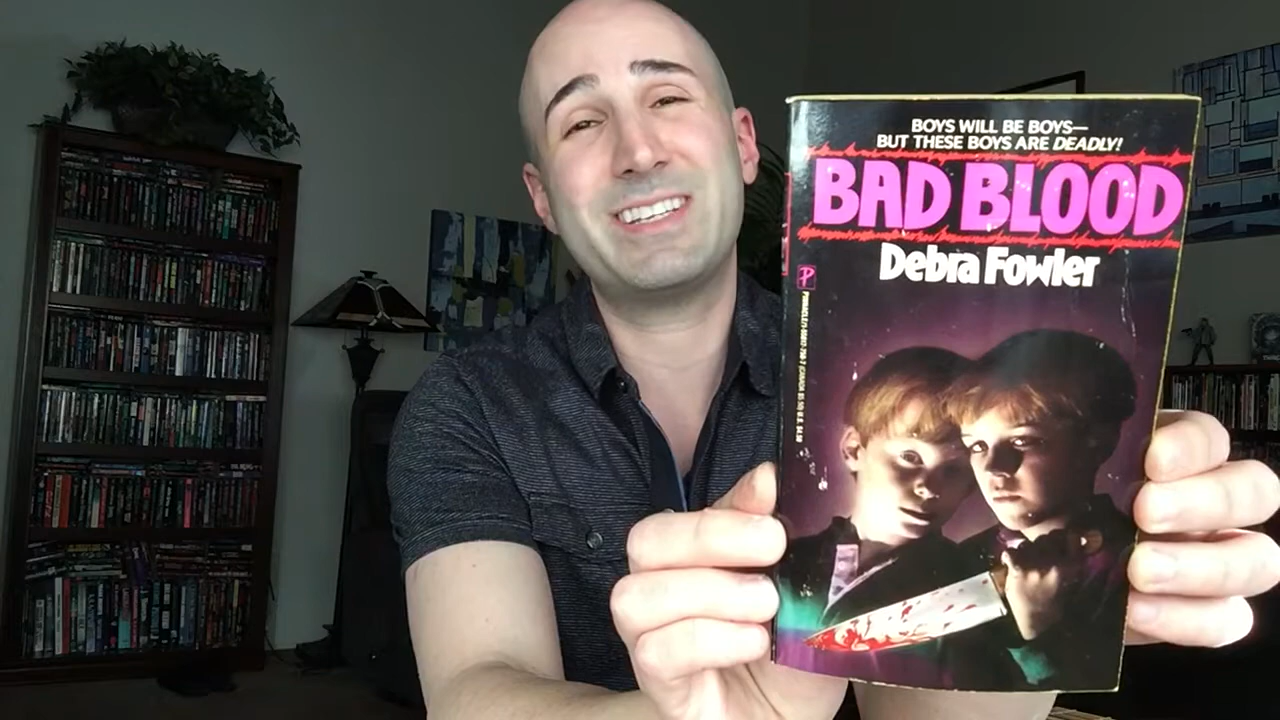 BOYS WILL BE BOYS—
BUT THESE BOYS ARE DEADLY!
BAD BLOOD
Debra Fowler
P